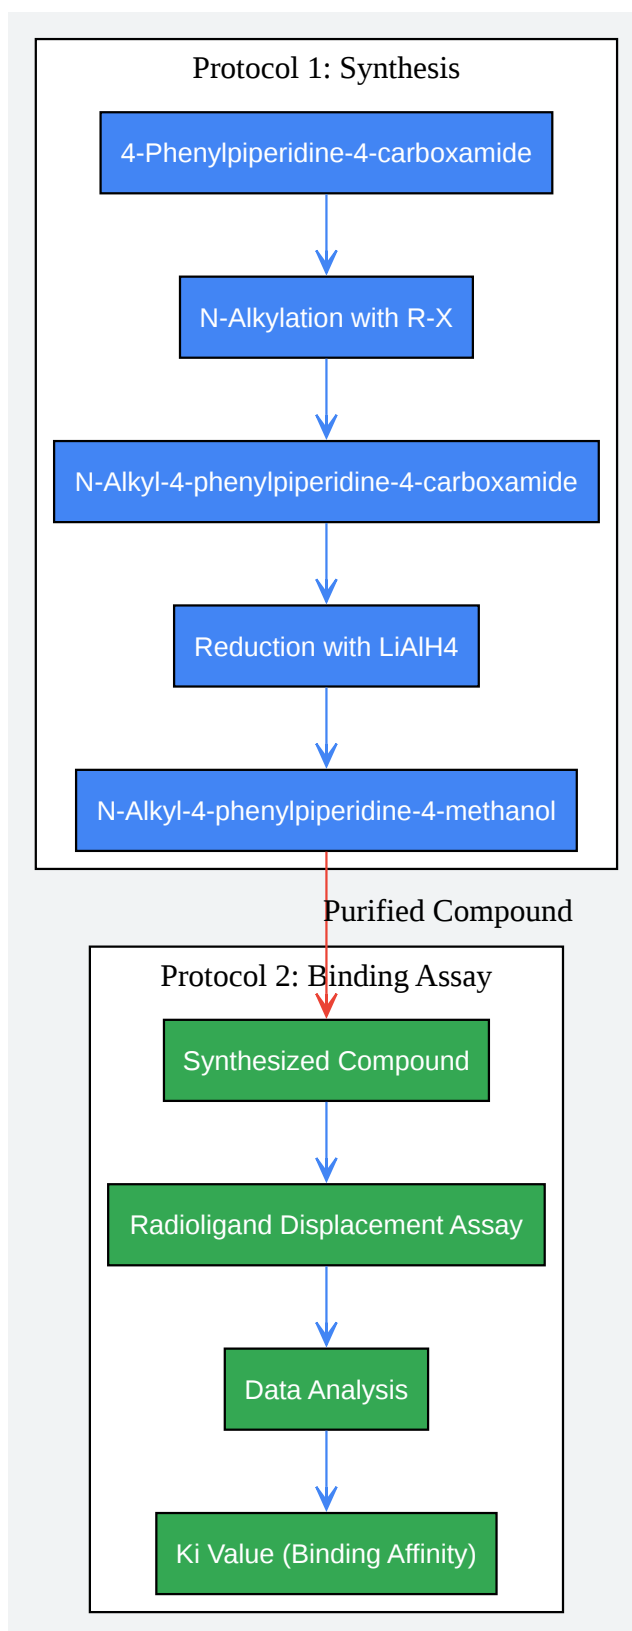 Protocol 1: Synthesis
4-Phenylpiperidine-4-carboxamide
N-Alkylation with R-X
N-Alkyl-4-phenylpiperidine-4-carboxamide
Reduction with LiAlH4
N-Alkyl-4-phenylpiperidine-4-methanol
Purified Compound
Protocol 2: Binding Assay
Synthesized Compound
Radioligand Displacement Assay
Data Analysis
Ki Value (Binding Affinity)